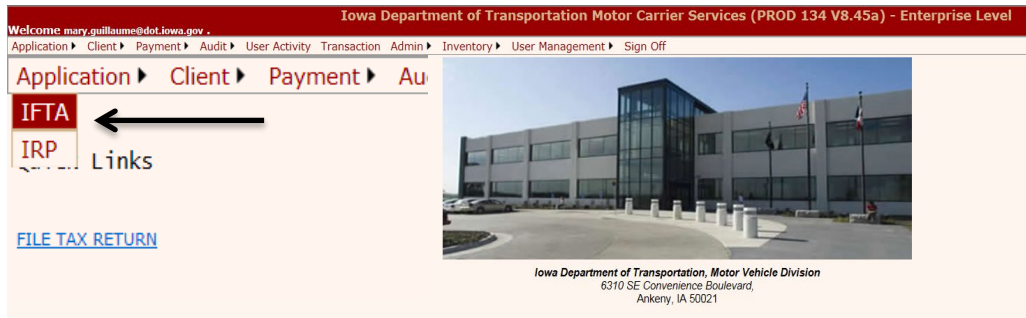 Iowa Department of Transportation Motor Carrier Services (PROD 134 V8.45a) - Enterprise Level
Welcome mary.guillaume@dot.iowa.gov .
Application Client Payment Audit User Activity Transaction Admin Inventory User Management Sign Off
Application Client Payment Au
IFTA
IRP
Links
FILE TAX RETURN
Iowa Department of Transportation, Motor Vehicle Division
6310 SE Convenience Boulevard,
Ankeny, IA 50021